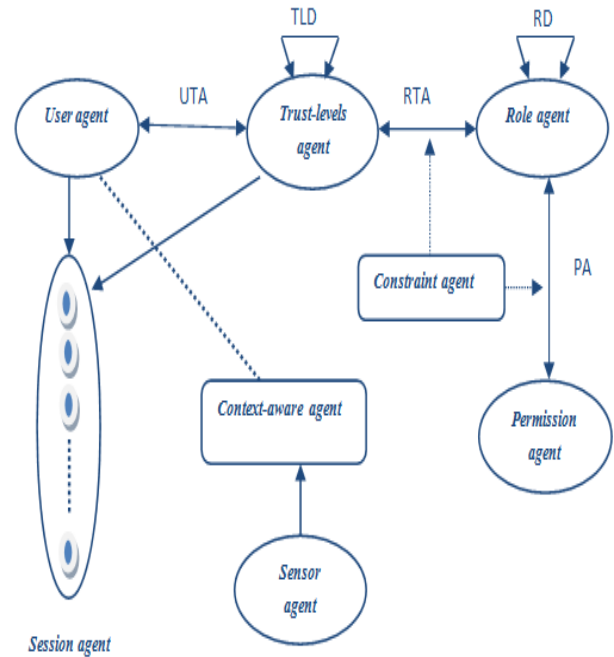 TLD
RD
User agent
UTA
Trust-levels
agent
RTA
Role agent
Constraint agent
PA
Context-aware agent
Permission
agent
Sensor
agent
Session agent